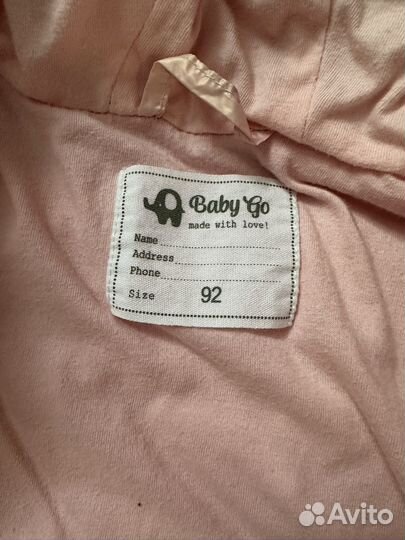 Baby Go
made with love!
Name
Address
Phone
Size 92
Avito